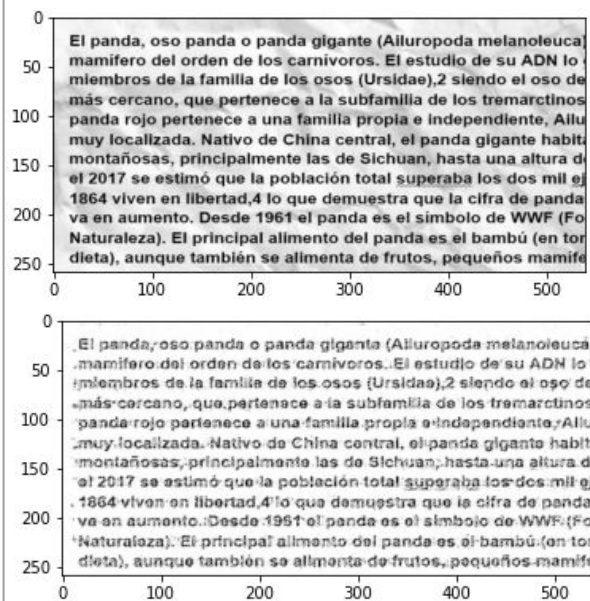 0
El panda, oso panda o panda gigante (Ailuropoda melanoleuca)
mamífero del orden de los carnívoros. El estudio de su ADN lo
50
miembros de la familia de los osos (Ursidae),2 siendo el oso de
más cercano, que pertenece a la subfamilia de los tremarctinos
100
panda rojo pertenece a una familia propia e independiente, Ailu
muy localizada. Nativo de China central, el panda gigante habita
150
montañosas, principalmente las de Sichuan, hasta una altura de
el 2017 se estimó que la población total superaba los dos mil ej
1864 viven en libertad,4 lo que demuestra que la cifra de panda
200
va en aumento. Desde 1961 el panda es el símbolo de WWF (Fo
Naturaleza). El principal alimento del panda es el bambú (en tor
250
dieta), aunque también se alimenta de frutos, pequeños mamífe
0 100 200 300 400 500
0
El panda, oso panda o panda gigante (Ailuropoda melanoleuca
mamífero del orden de los carnívoros. El estudio de su ADN lo
50
miembros de la familia de los osos (Ursidae),2 siendo el oso de
más cercano, que pertenece a la subfamilia de los tremarctinos
100
panda rojo pertenece a una familia propia e independiente, Ailu
muy localizada. Nativo de China central, el panda gigante habit
150
montañosas, principalmente las de Sichuan, hasta una altura d
el 2017 se estimó que la población total superaba los dos mil ej
1864 viven en libertad,4 lo que demuestra que la cifra de panda
200
va en aumento. Desde 1961 el panda es el símbolo de WWF (Fo
Naturaleza). El principal alimento del panda es el bambú (en tor
250
dieta), aunque también se alimenta de frutos, pequeños mamífe
0 100 200 300 400 500